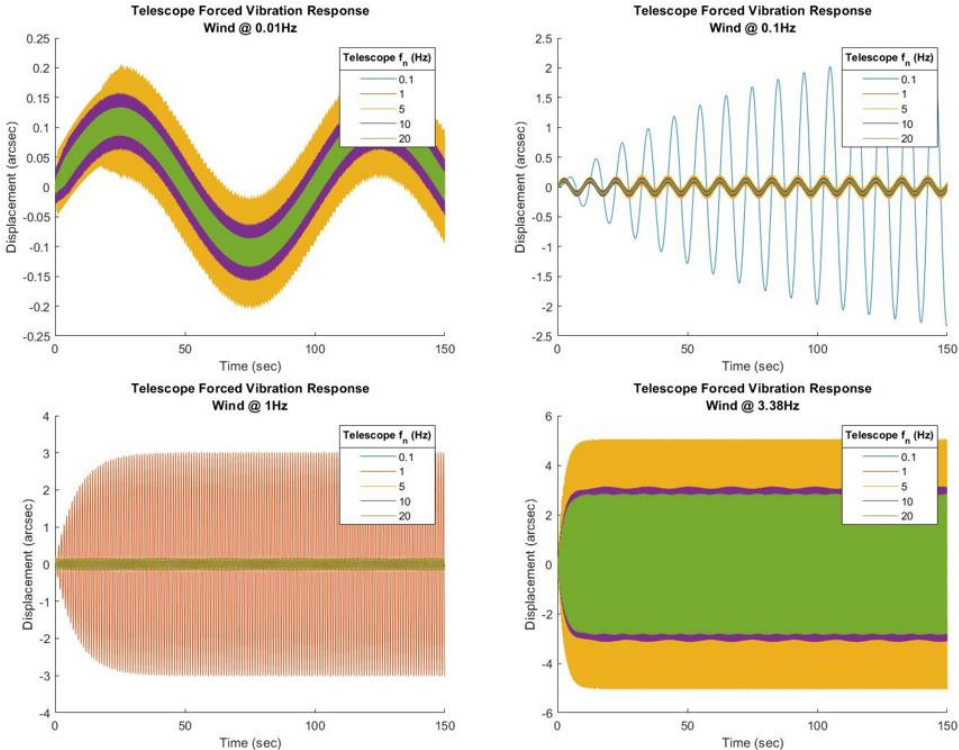 Telescope Forced Vibration Response
Wind @ 0.01Hz
Displacement (arcsec)
0.25
0.2
0.15
0.1
0.05
0
-0.05
-0.1
-0.15
-0.2
-0.25
0 50 100 150
Time (sec)
Telescope f_n (Hz)
0.1
1
5
10
20
Telescope Forced Vibration Response
Wind @ 0.1Hz
Displacement (arcsec)
2.5
2
1.5
1
0.5
0
-0.5
-1
-1.5
-2
-2.5
0 50 100 150
Time (sec)
Telescope f_n (Hz)
0.1
1
5
10
20
Telescope Forced Vibration Response
Wind @ 1Hz
Displacement (arcsec)
4
3
2
1
0
-1
-2
-3
-4
0 50 100 150
Time (sec)
Telescope f_n (Hz)
0.1
1
5
10
20
Telescope Forced Vibration Response
Wind @ 3.38Hz
Displacement (arcsec)
6
4
2
0
-2
-4
-6
0 50 100 150
Time (sec)
Telescope f_n (Hz)
0.1
1
5
10
20